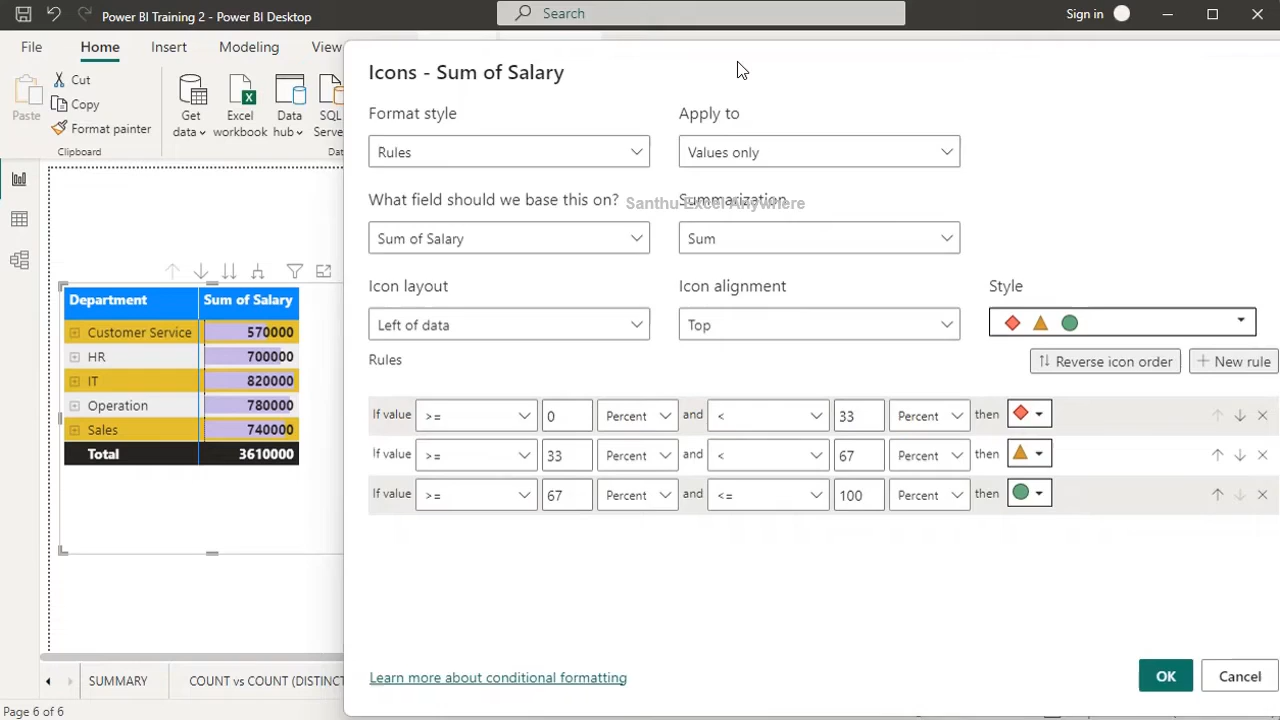 Power BI Training 2 - Power BI Desktop
Search
Sign in
File
Home
Insert
Modeling
View
Paste
Cut
Copy
Format painter
Clipboard
Get data
Excel workbook
Data hub
SQL Serve
Dat
Icons - Sum of Salary
Format style
Apply to
Rules
Values only
What field should we base this on?
Summarization
Santhu Excel Anywhere
Sum of Salary
Sum
Icon layout
Icon alignment
Style
Left of data
Top
Rules
Reverse icon order
New rule
If value >= 0 Percent and < 33 Percent then
If value >= 33 Percent and < 67 Percent then
If value >= 67 Percent and <= 100 Percent then
Department Sum of Salary
Customer Service 570000
HR 700000
IT 820000
Operation 780000
Sales 740000
Total 3610000
Learn more about conditional formatting
OK
Cancel
SUMMARY
COUNT vs COUNT (DISTINCT
Page 6 of 6